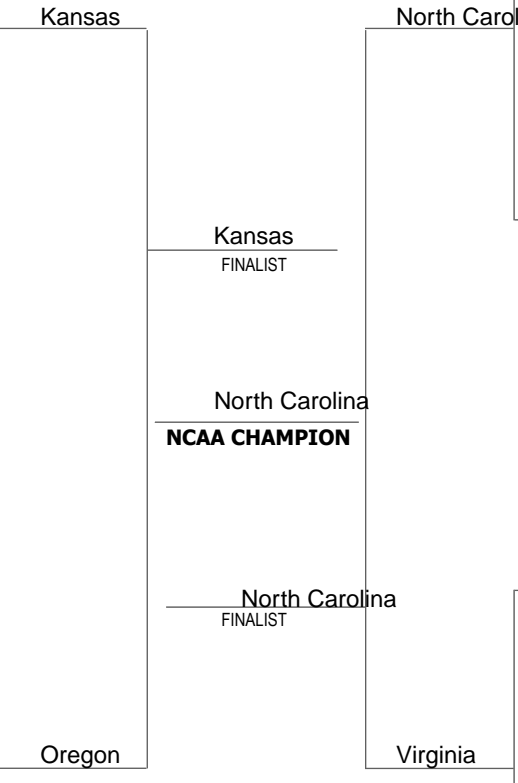 Kansas
North Carol
Kansas
FINALIST
North Carolina
NCAA CHAMPION
North Carolina
FINALIST
Oregon
Virginia